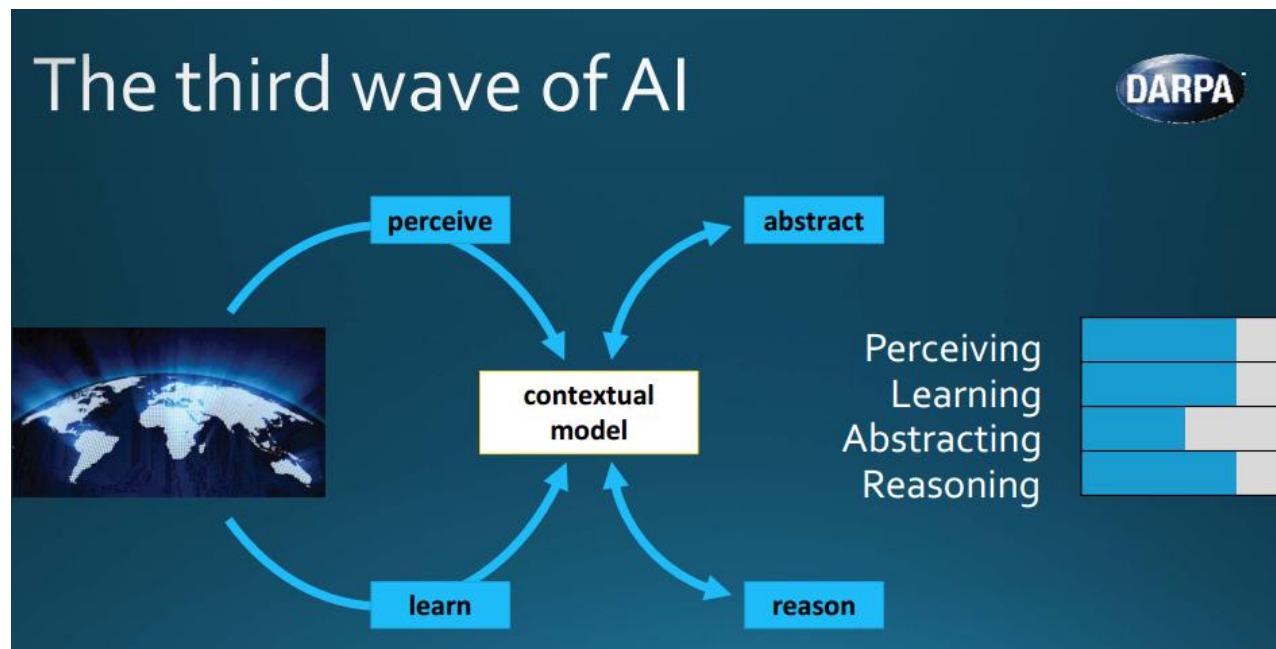 The third wave of AI
DARPA
perceive
abstract
contextual
model
learn
reason
Perceiving
Learning
Abstracting
Reasoning